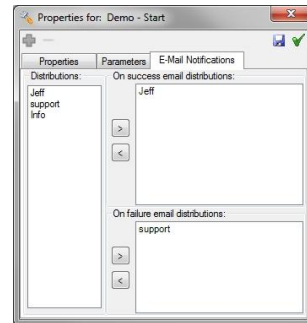 Properties for: Demo - Start
Properties
Parameters
E-Mail Notifications
Distributions:
Jeff
support
Info
On success email distributions:
Jeff
>
<
On failure email distributions:
support
>
<